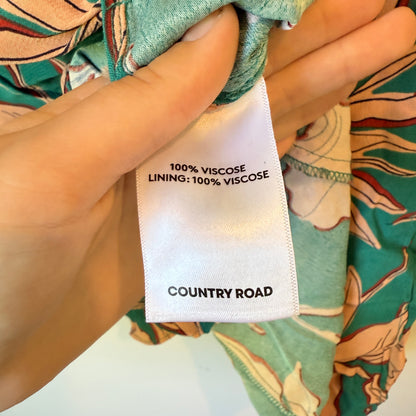 100% VISCOSE
LINING: 100% VISCOSE
COUNTRY ROAD